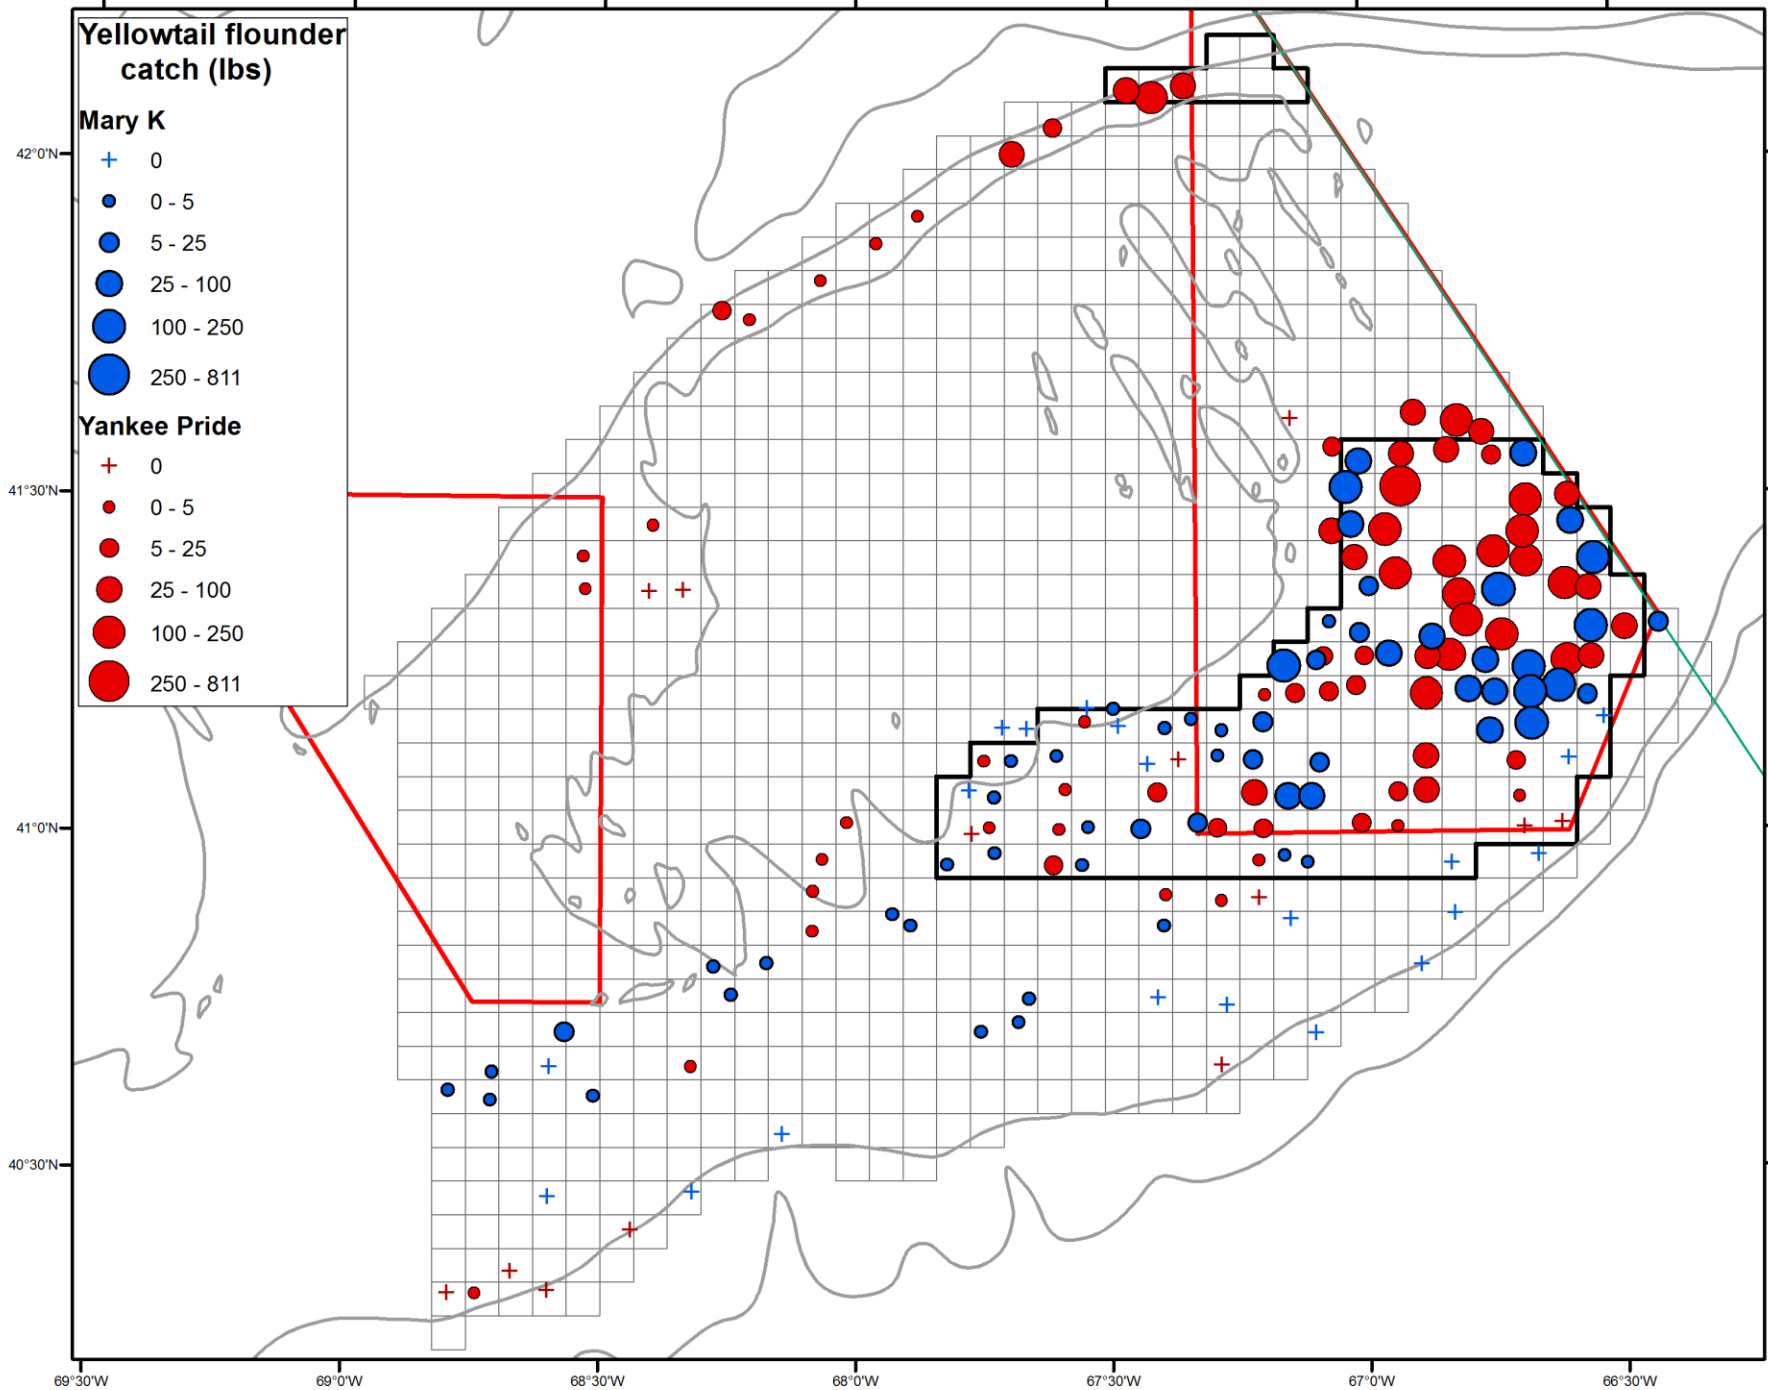 Yellowtail flounder
catch (lbs)
Mary K
0
0 - 5
5 - 25
25 - 100
100 - 250
250 - 811
Yankee Pride
0
0 - 5
5 - 25
25 - 100
100 - 250
250 - 811
42°0'N
41°30'N
41°0'N
40°30'N
69°30'W 69°0'W 68°30'W 68°0'W 67°30'W 67°0'W 66°30'W